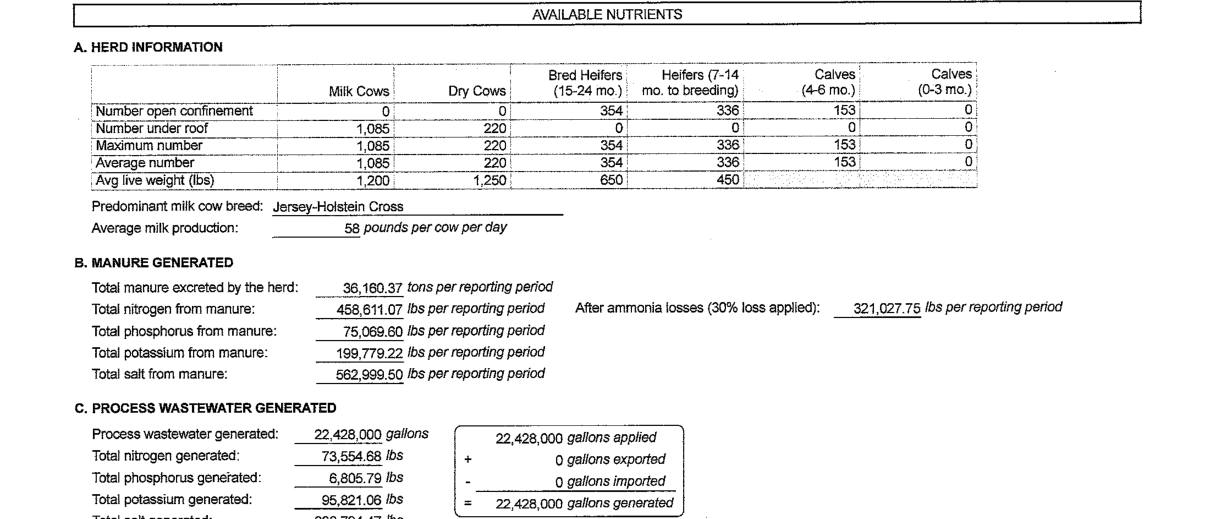 AVAILABLE NUTRIENTS
A. HERD INFORMATION
Milk Cows Dry Cows Bred Heifers (15-24 mo.) Heifers (7-14 mo. to breeding) Calves (4-6 mo.) Calves (0-3 mo.)
Number open confinement 0 0 354 336 153 0
Number under roof 1,085 220 0 0 0 0
Maximum number 1,085 220 354 336 153 0
Average number 1,085 220 354 336 153 0
Avg live weight (lbs) 1,200 1,250 650 450
Predominant milk cow breed: Jersey-Holstein Cross
Average milk production: 58 pounds per cow per day
B. MANURE GENERATED
Total manure excreted by the herd: 36,160.37 tons per reporting period
Total nitrogen from manure: 458,611.07 lbs per reporting period After ammonia losses (30% loss applied): 321,027.75 lbs per reporting period
Total phosphorus from manure: 75,069.60 lbs per reporting period
Total potassium from manure: 199,779.22 lbs per reporting period
Total salt from manure: 562,999.50 lbs per reporting period
C. PROCESS WASTEWATER GENERATED
Process wastewater generated: 22,428,000 gallons 22,428,000 gallons applied
Total nitrogen generated: 73,554.68 lbs + 0 gallons exported
Total phosphorus generated: 6,805.79 lbs - 0 gallons imported
Total potassium generated: 95,821.06 lbs = 22,428,000 gallons generated
Total salt generated: lbs